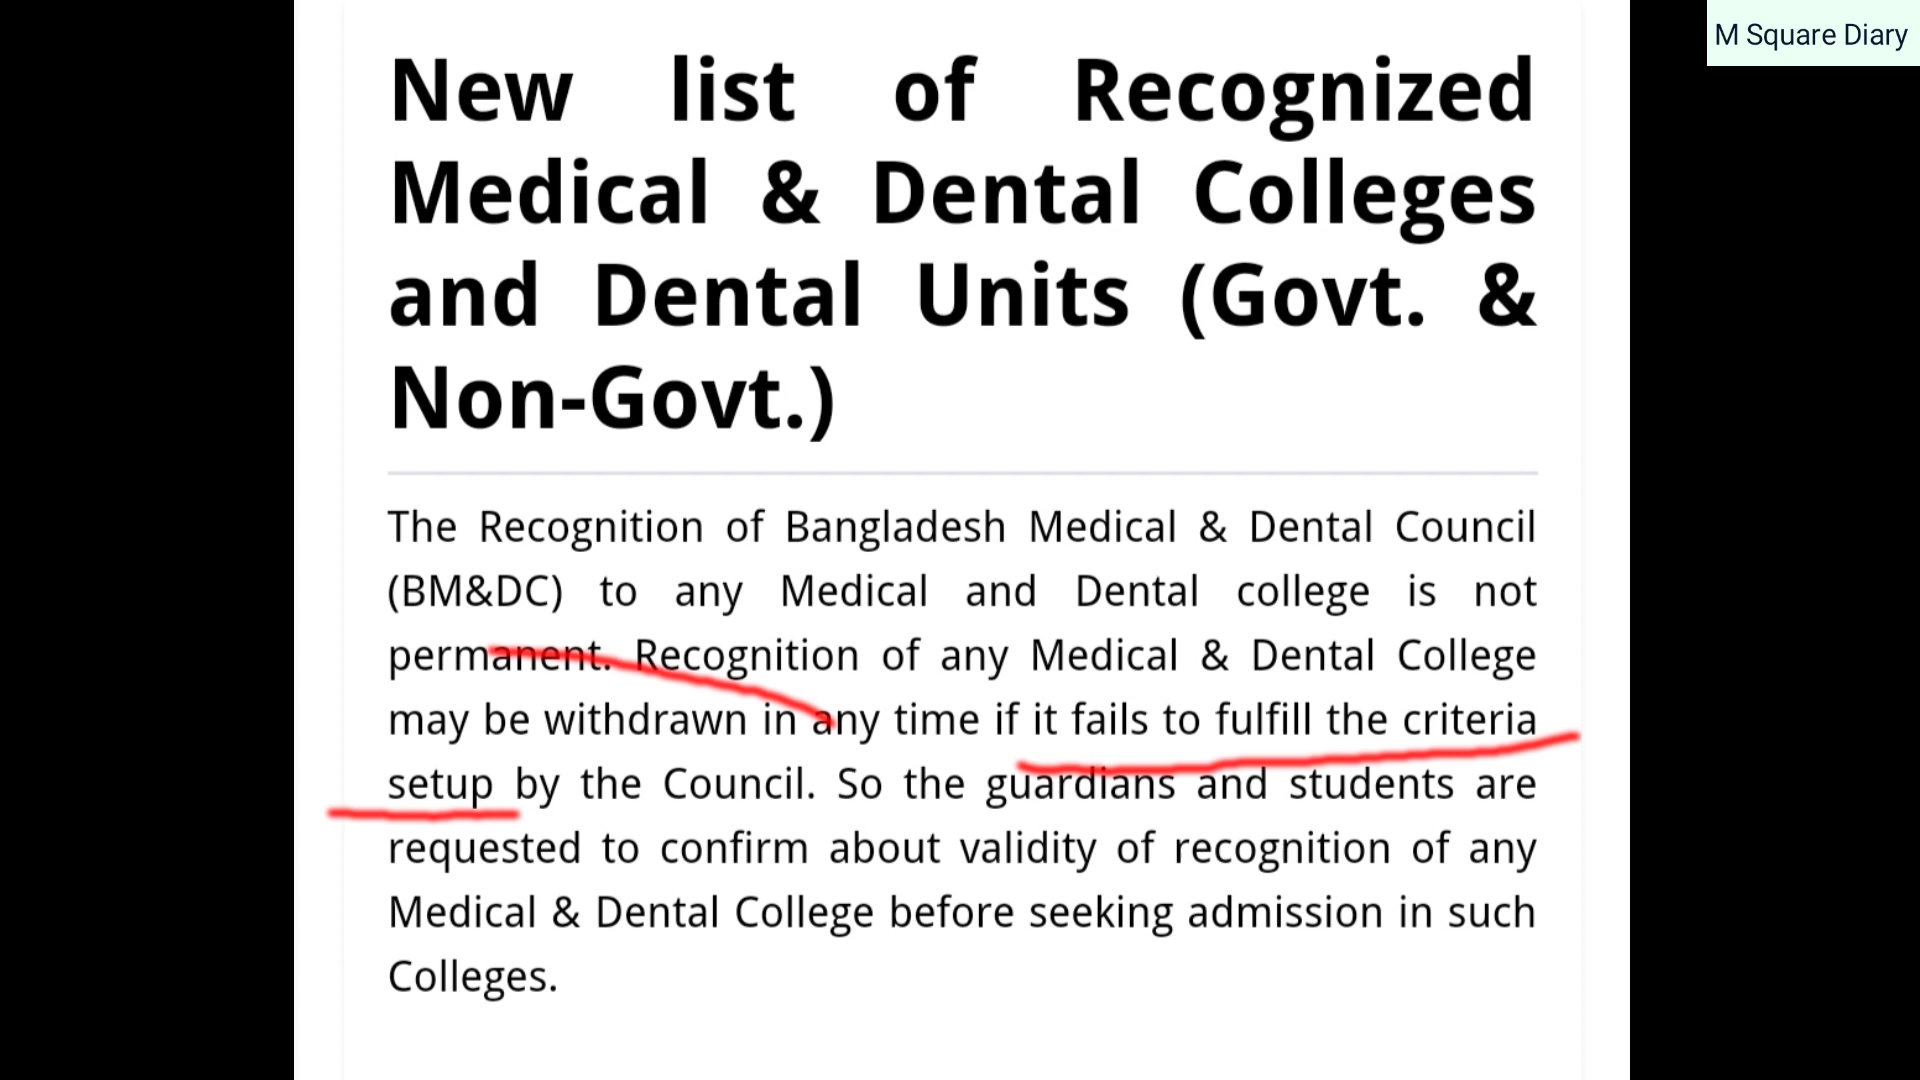 M Square Diary
New list of Recognized
Medical & Dental Colleges
and Dental Units (Govt. &
Non-Govt.)
The Recognition of Bangladesh Medical & Dental Council
(BM&DC) to any Medical and Dental college is not
permanent. Recognition of any Medical & Dental College
may be withdrawn in any time if it fails to fulfill the criteria
setup by the Council. So the guardians and students are
requested to confirm about validity of recognition of any
Medical & Dental College before seeking admission in such
Colleges.